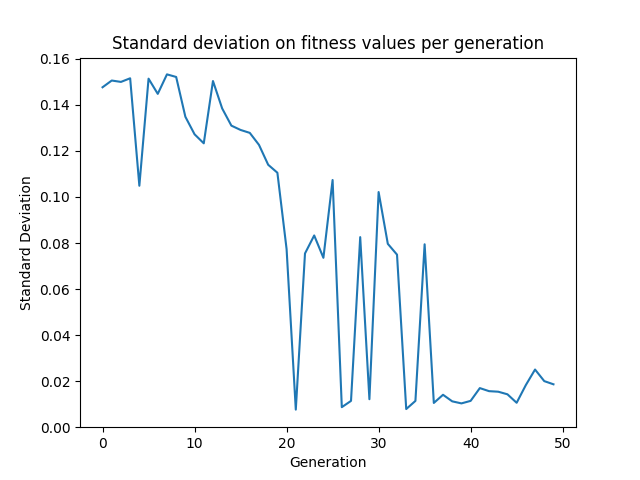 Standard deviation on fitness values per generation
0.16
0.14
0.12
0.10
0.08
0.06
0.04
0.02
0.00
Standard Deviation
0 10 20 30 40 50
Generation